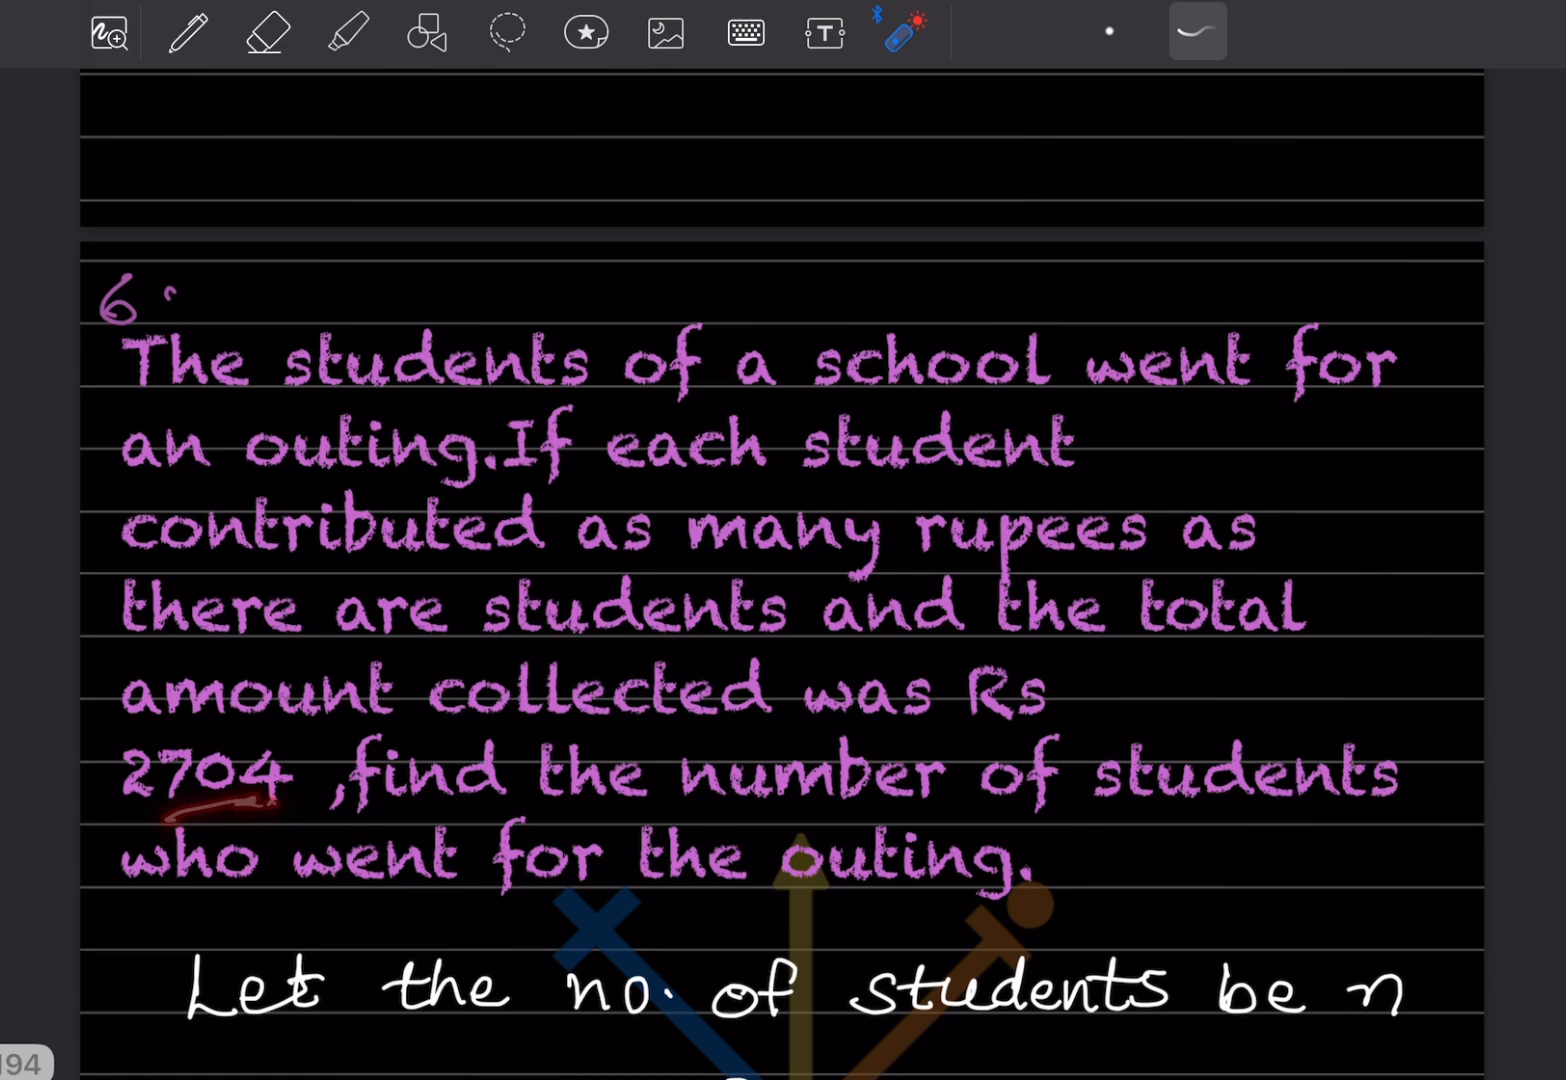 6.
The students of a school went for
an outing.If each student
contributed as many rupees as
there are students and the total
amount collected was Rs
2704 ,find the number of students
who went for the outing.
Let the no. of students be n
194